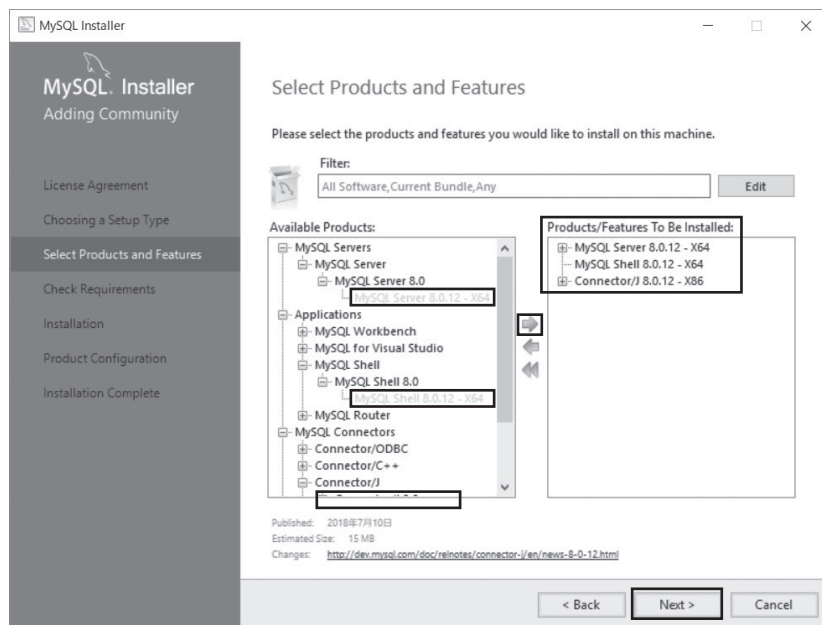 MySQL Installer
MySQL. Installer
Adding Community
License Agreement
Choosing a Setup Type
Select Products and Features
Check Requirements
Installation
Product Configuration
Installation Complete
Select Products and Features
Please select the products and features you would like to install on this machine.
Filter:
All Software,Current Bundle,Any
Edit
Available Products:
MySQL Servers
MySQL Server
MySQL Server 8.0
MySQL Server 8.0.12 - X64
Applications
MySQL Workbench
MySQL for Visual Studio
MySQL Shell
MySQL Shell 8.0
MySQL Shell 8.0.12 - X64
MySQL Router
MySQL Connectors
Connector/ODBC
Connector/C++
Connector/J
Products/Features To Be Installed:
MySQL Server 8.0.12 - X64
MySQL Shell 8.0.12 - X64
Connector/J 8.0.12 - X86
Published: 2018年7月10日
Estimated Size: 15 MB
Changes: http://dev.mysql.com/doc/relnotes/connector-j/en/news-8-0-12.html
< Back
Next >
Cancel